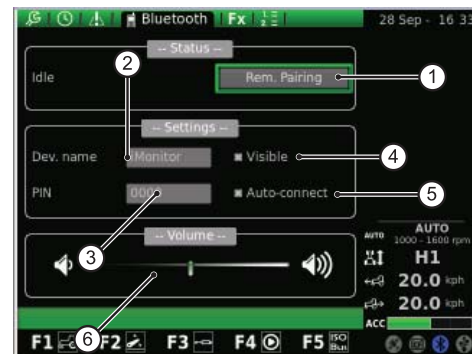 Bluetooth Fx 28 Sep - 16 33
-- Status --
Idle Rem. Pairing
1
2
-- Settings --
Dev. name Monitor Visible
4
PIN 0000 Auto-connect
5
3
-- Volume --
6
AUTO AUTO
1000 - 1600 rpm
H1
20.0 kph
20.0 kph
ACC
F1 F2 F3 F4 F5 ISO
Bus